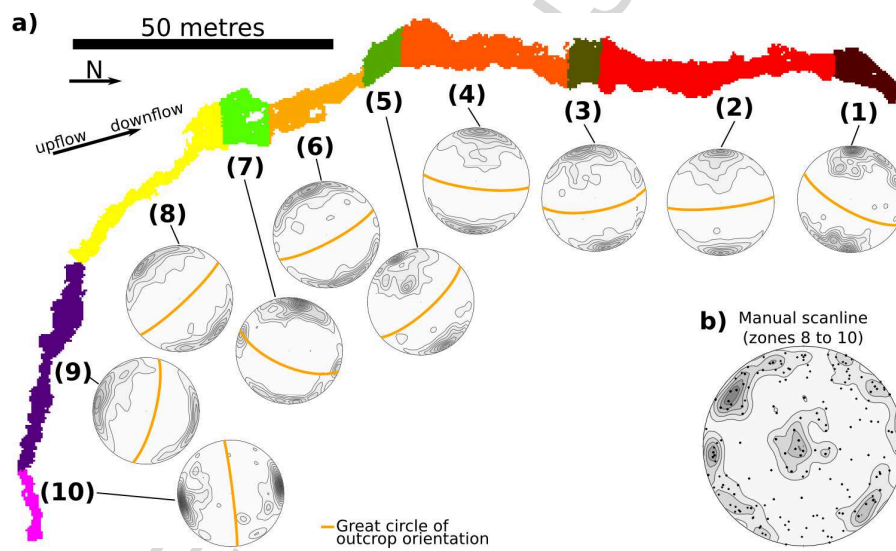 a)
50 metres
N
upflow
downflow
(5)
(4)
(3)
(2)
(1)
(6)
(7)
(8)
(9)
(10)
b) Manual scanline
(zones 8 to 10)
Great circle of
outcrop orientation